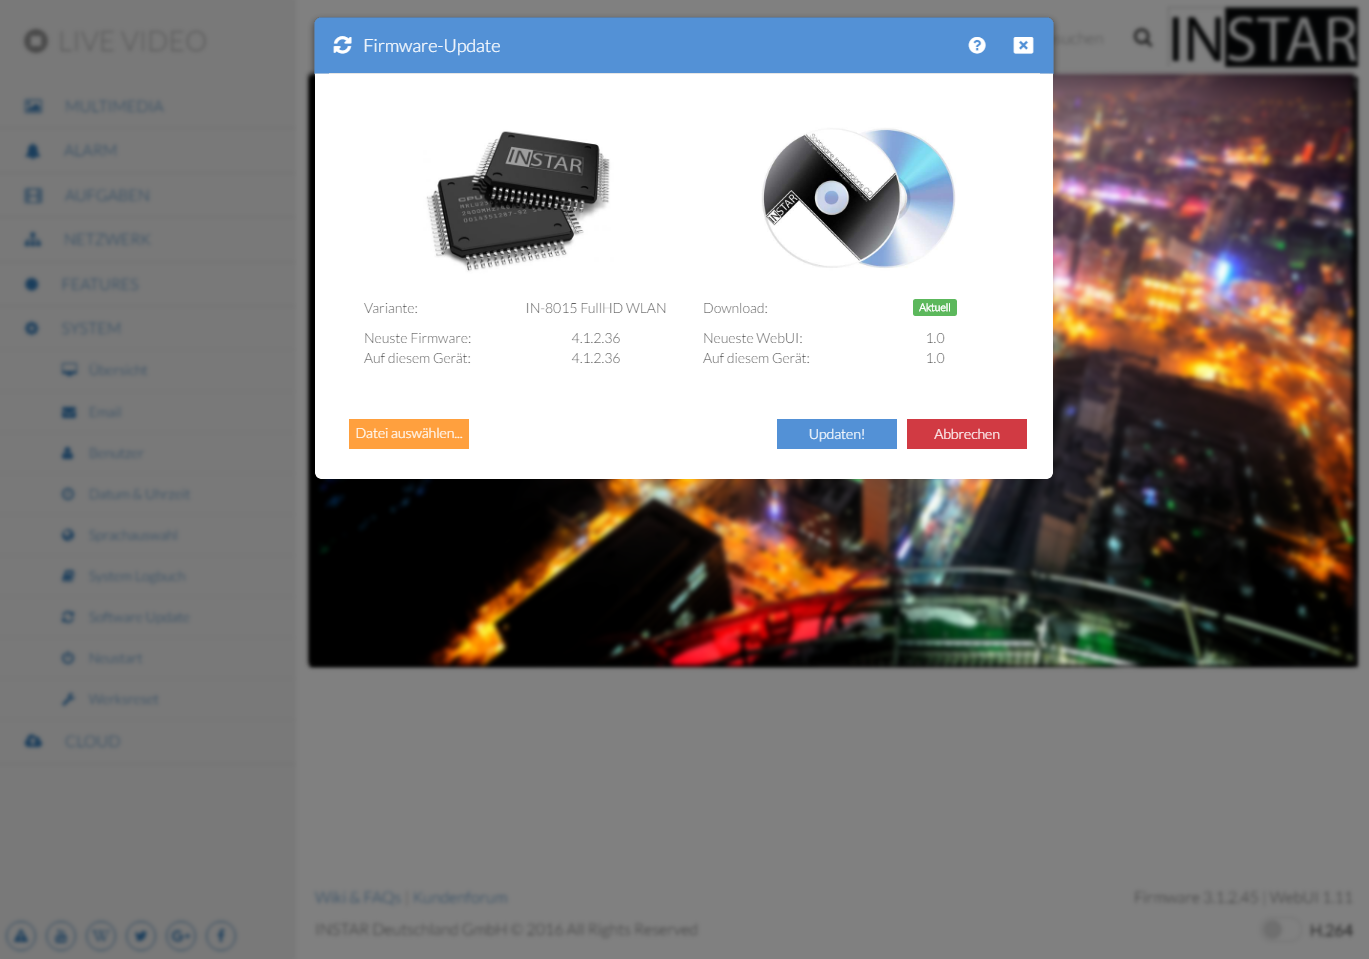 LIVE VIDEO
MULTIMEDIA
ALARM
AUFGABEN
NETZWERK
FEATURES
SYSTEM
Übersicht
Email
Benutzer
Datum & Uhrzeit
Sprachauswahl
System Logbuch
Software Update
Neustart
Werksreset
CLOUD
Firmware-Update
suchen
INSTAR
INSTAR
CPU
INSTAR
Variante: IN-8015 FullHD WLAN
Neuste Firmware: 4.1.2.36
Auf diesem Gerät: 4.1.2.36
Download: Aktuell
Neueste WebUI: 1.0
Auf diesem Gerät: 1.0
Datei auswählen...
Updaten!
Abbrechen
Wiki & FAQs | Kundenforum
INSTAR Deutschland GmbH © 2016 All Rights Reserved
Firmware 3.1.2.45 | WebUI 1.11
H.264